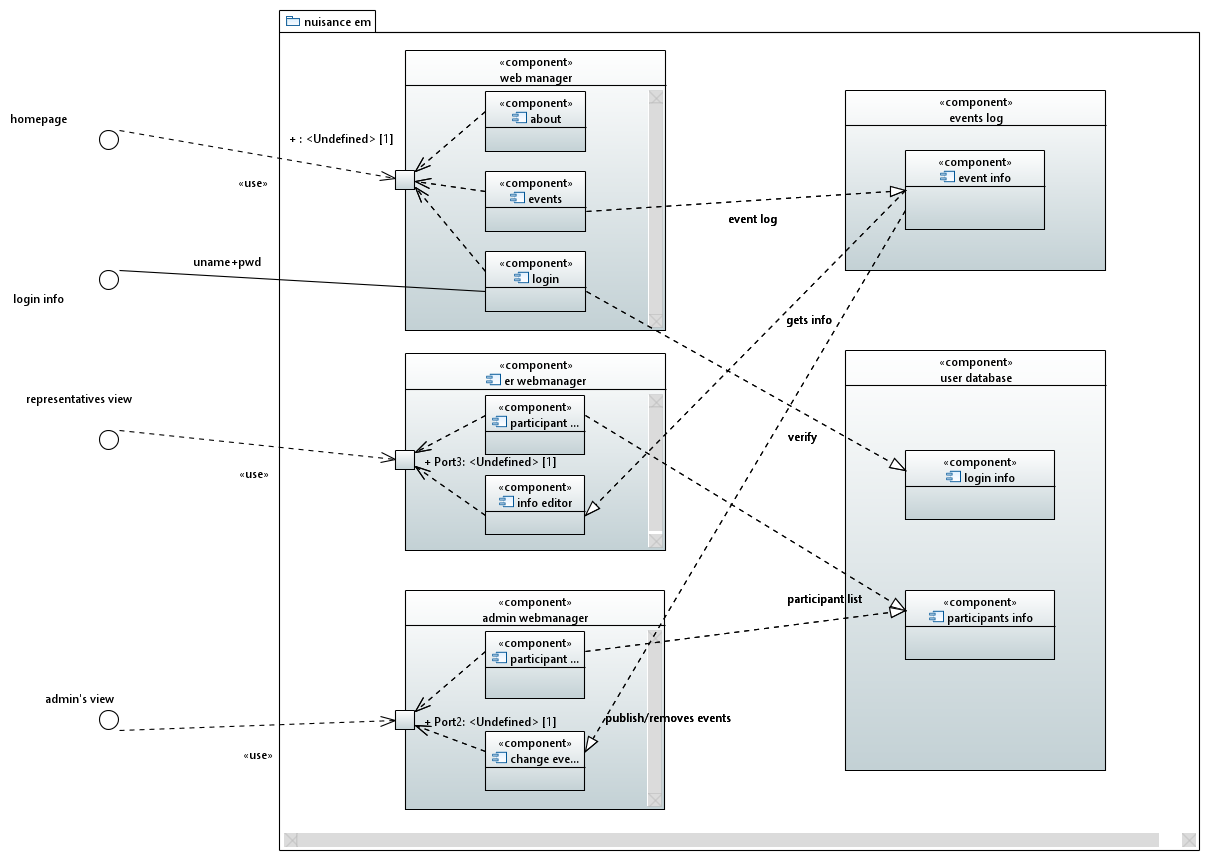 nuisance em
«component»
web manager
«component»
about
homepage
+ : <Undefined> [1]
«use»
«component»
events
«component»
events log
«component»
event info
event log
uname+pwd
login info
«component»
login
gets info
«component»
er webmanager
representatives view
«component»
participant ...
+ Port3: <Undefined> [1]
«use»
«component»
info editor
«component»
user database
verify
«component»
login info
«component»
admin webmanager
participant list
«component»
participants info
«component»
participant ...
admin's view
+ Port2: <Undefined> [1]
publish/removes events
«use»
«component»
change eve...